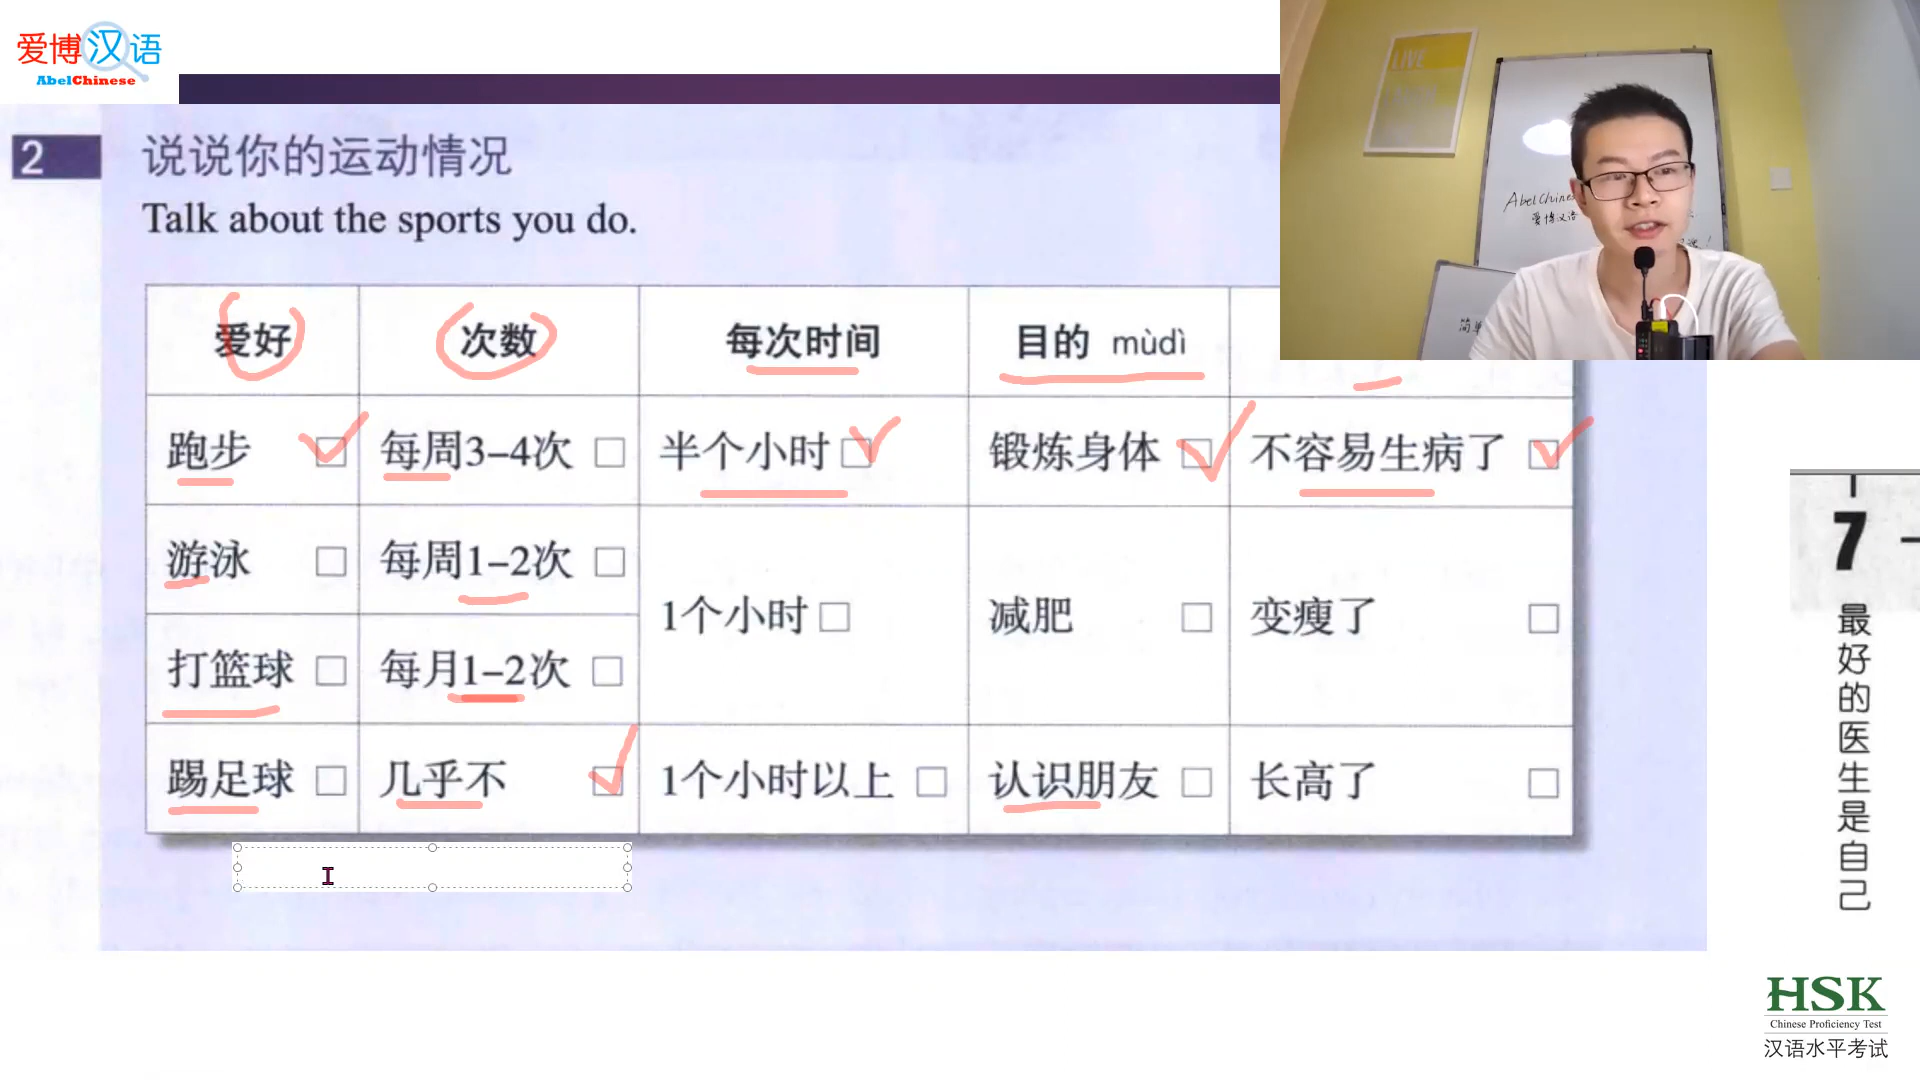 爱博汉语
AbelChinese
LIVE
AbelChinese
爱博汉语
2 说说你的运动情况
Talk about the sports you do.
爱好 次数 每次时间 目的 mùdì
跑步 □ 每周3–4次 □ 半个小时 □ 锻炼身体 □ 不容易生病了 □
游泳 □ 每周1–2次 □
1个小时 □ 减肥 □ 变瘦了 □
打篮球 □ 每月1–2次 □
踢足球 □ 几乎不 □ 1个小时以上 □ 认识朋友 □ 长高了 □
7
最好的医生是自己
HSK
Chinese Proficiency Test
汉语水平考试